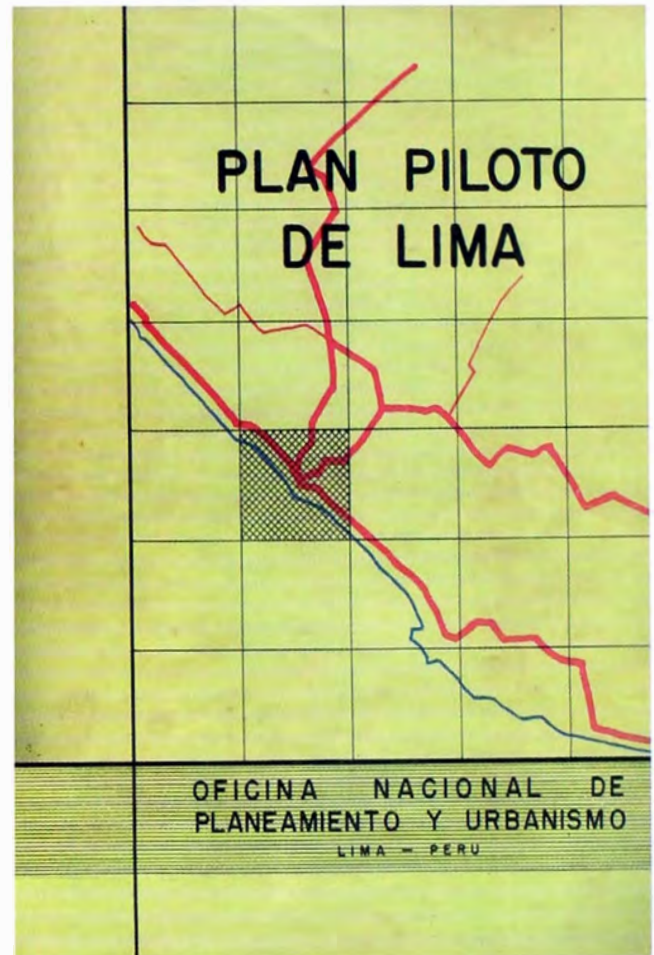 PLAN PILOTO
DE LIMA
OFICINA NACIONAL DE
PLANEAMIENTO Y URBANISMO
LIMA – PERU